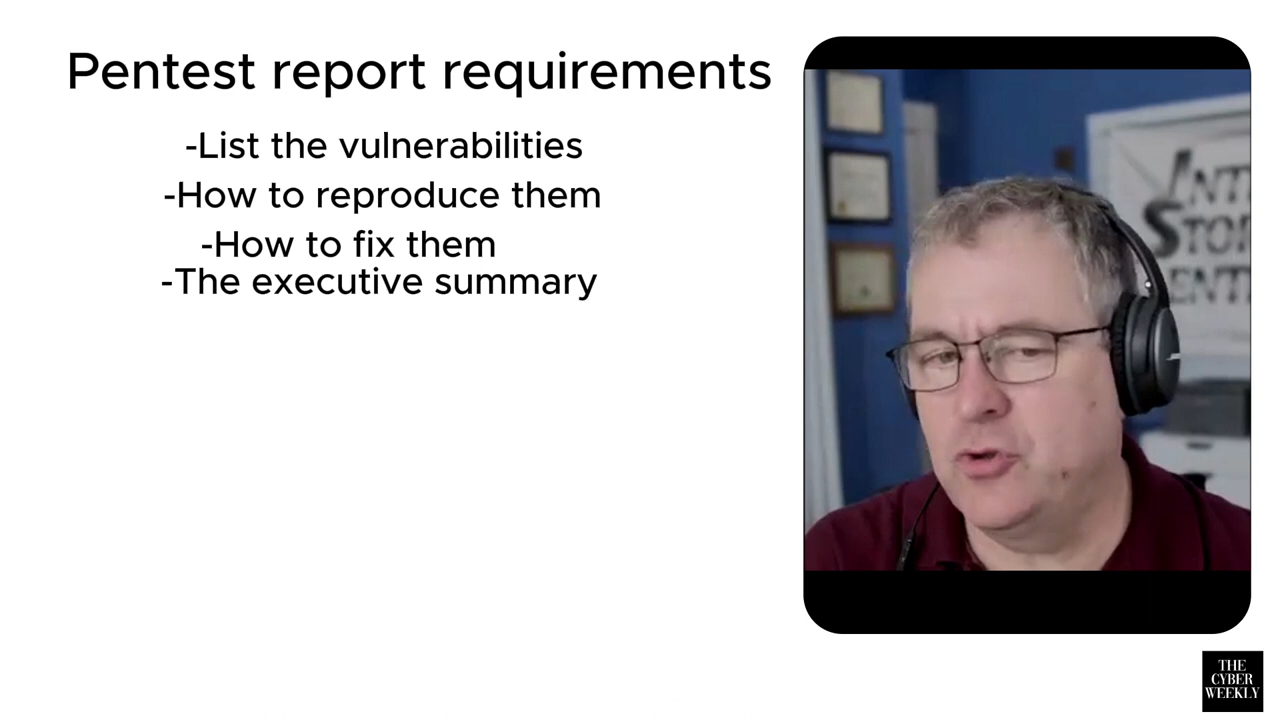 Pentest report requirements
-List the vulnerabilities
-How to reproduce them
-How to fix them
-The executive summary
THE
CYBER
WEEKLY